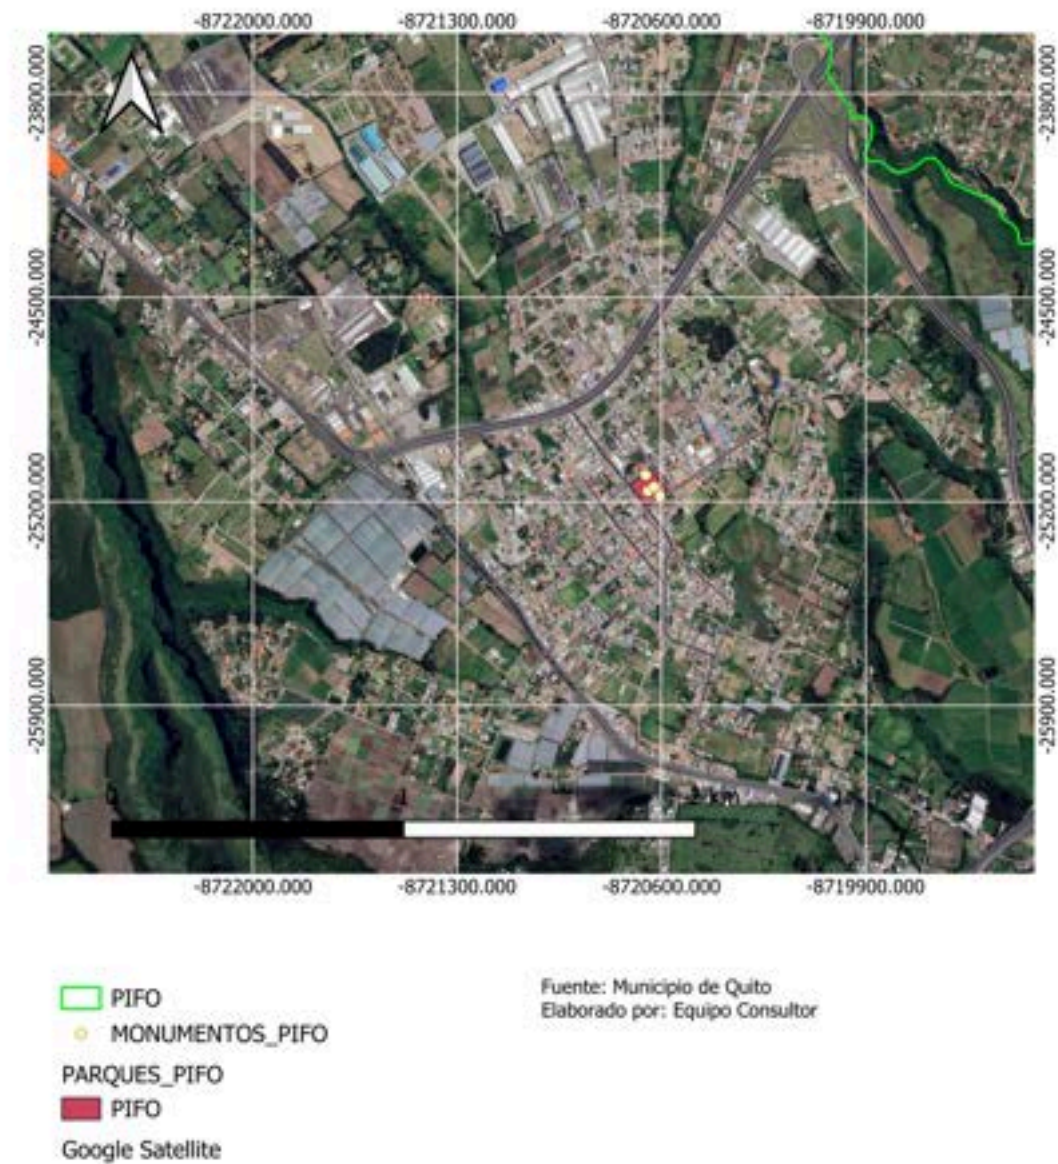 -8722000.000 -8721300.000 -8720600.000 -8719900.000
-23800.000 -23800.000
-24500.000 -24500.000
-25200.000 -25200.000
-25900.000 -25900.000
-8722000.000 -8721300.000 -8720600.000 -8719900.000
PIFO
MONUMENTOS_PIFO
PARQUES_PIFO
PIFO
Google Satellite
Fuente: Municipio de Quito
Elaborado por: Equipo Consultor